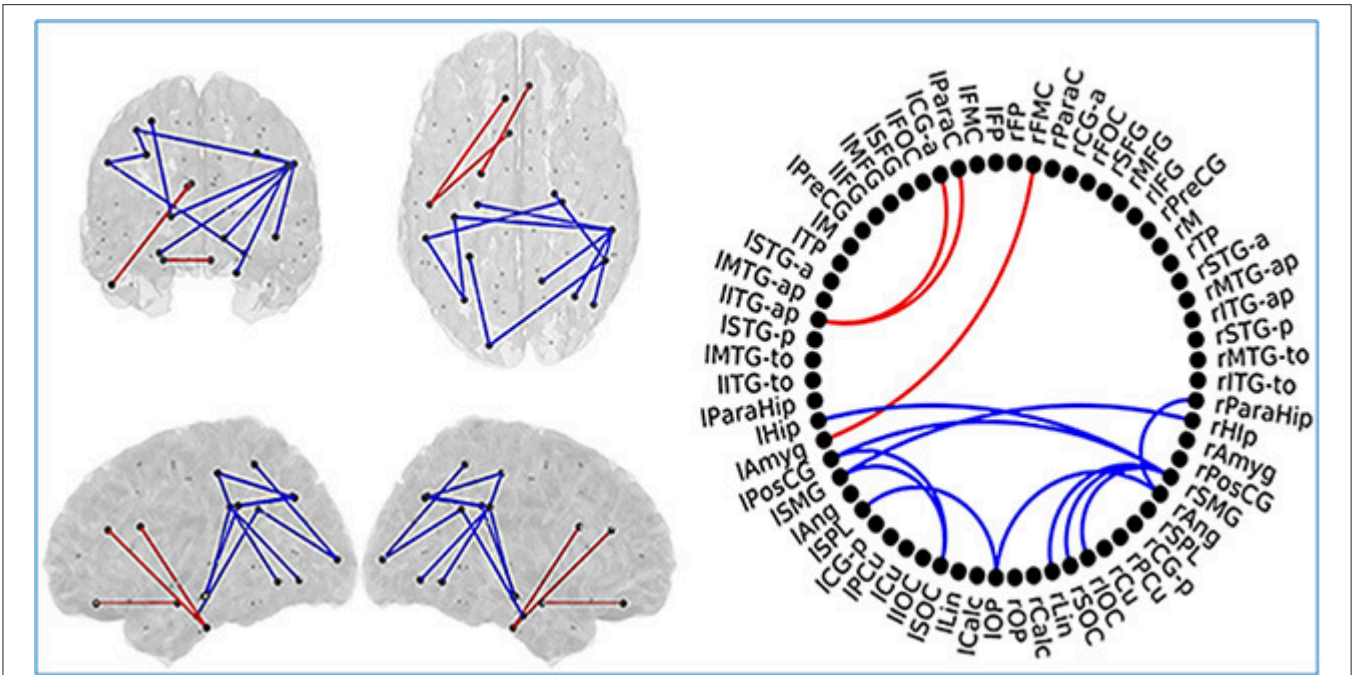 lFP
rFP
rFMC
rParaC
rCG-a
rFOC
rSFG
rMFG
rIFG
rPreCG
rM
rTP
rSTG-a
rMTG-ap
rITG-ap
rSTG-p
rMTG-to
rITG-to
rParaHip
rHIp
rAmyg
rPosCG
rSMG
rAng
rSPL
rCG-p
rPCu
rCu
rIOC
rSOC
rLin
rCalc
rOP
lOP
lCalc
lLin
lSOC
lIOC
lCu
lPCu
lCG-p
lSPL
lAng
lSMG
lPosCG
lAmyg
lHip
lParaHip
lITG-to
lMTG-to
lSTG-p
lITG-ap
lMTG-ap
lSTG-a
lTP
lM
lPreCG
lIFG
lMFG
lSFG
lFOC
lCG-a
lParaC
lFMC